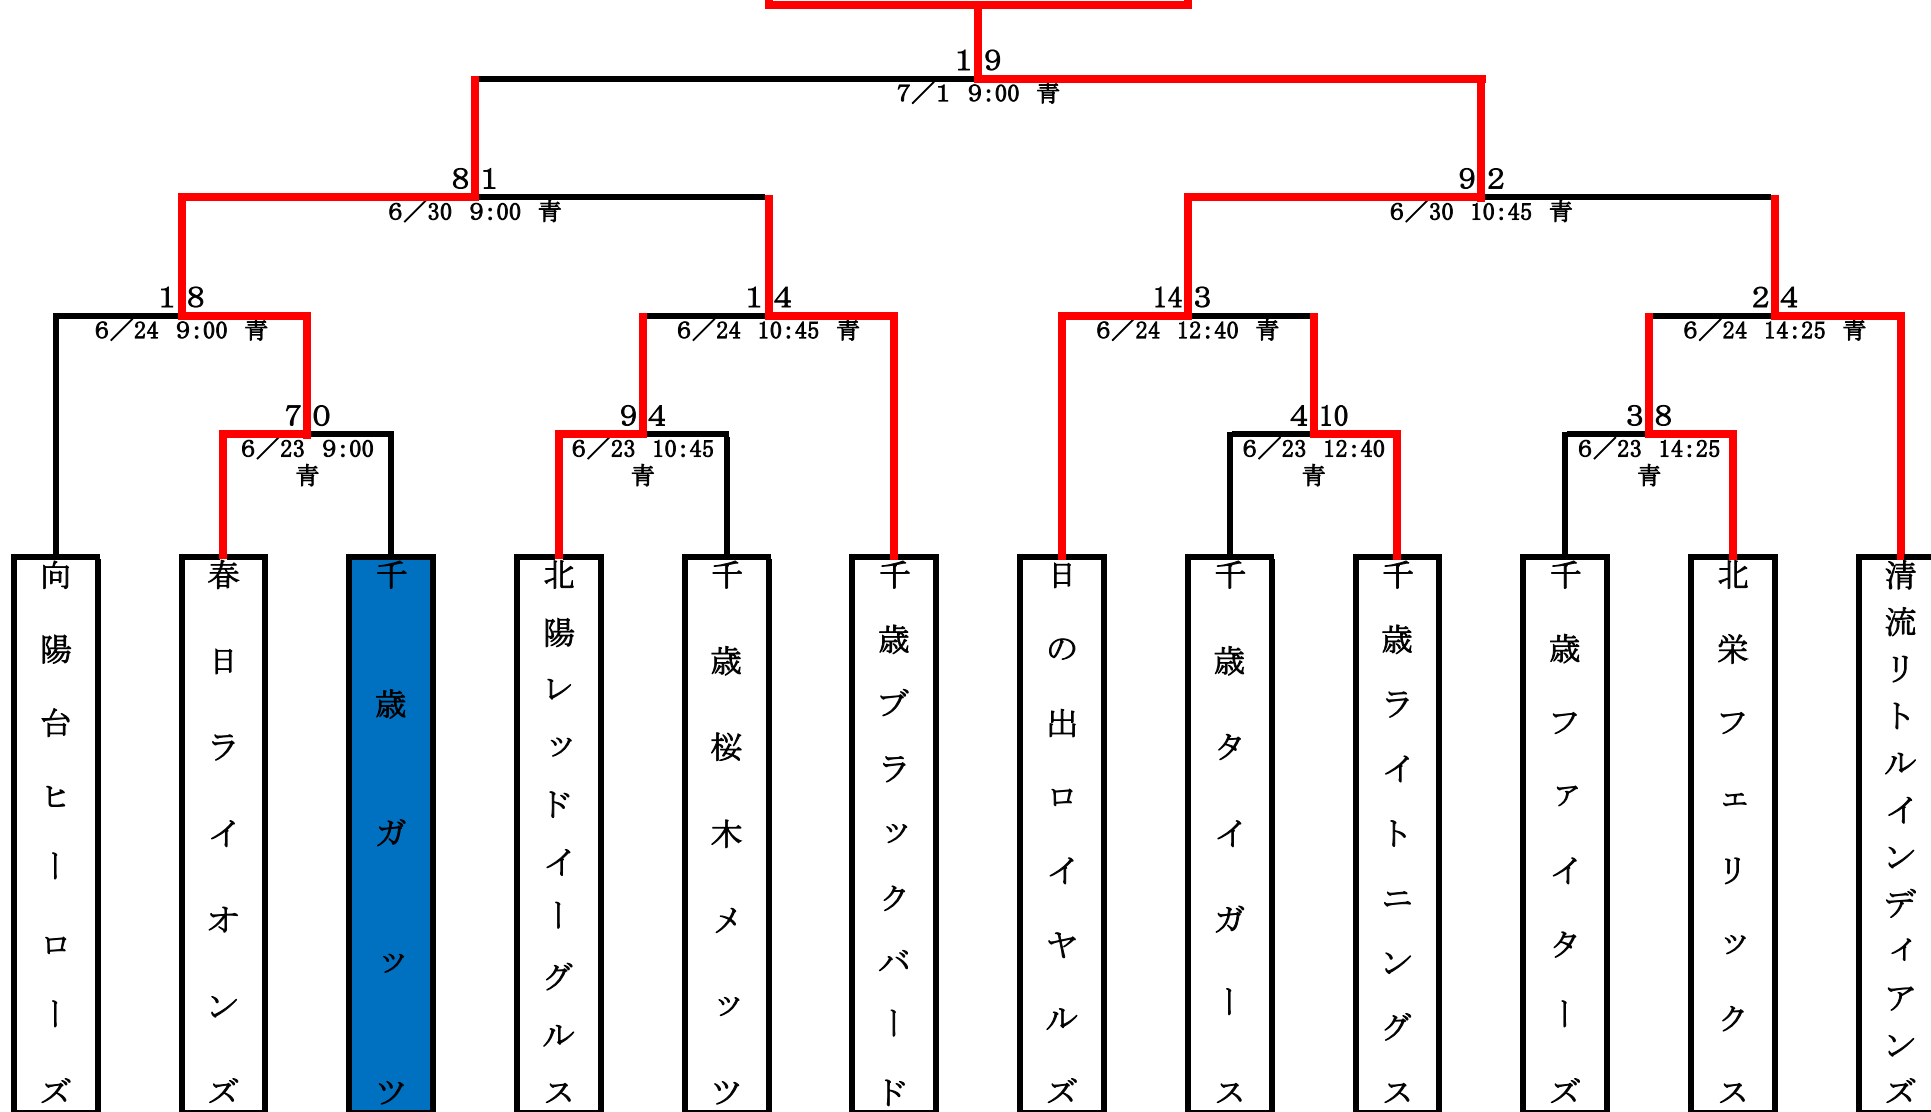 1 9
7／1 9:00 青
8 1
6／30 9:00 青
9 2
6／30 10:45 青
1 8
6／24 9:00 青
1 4
6／24 10:45 青
14 3
6／24 12:40 青
2 4
6／24 14:25 青
7 0
6／23 9:00
青
9 4
6／23 10:45
青
4 10
6／23 12:40
青
3 8
6／23 14:25
青
向陽台ヒーローズ
春日ライオンズ
千歳ガッツ
北陽レッドイーグルス
千歳桜木メッツ
千歳ブラックバード
日の出ロイヤルズ
千歳タイガース
千歳ライトニングス
千歳ファイターズ
北栄フェリックス
清流リトルインディアンズ